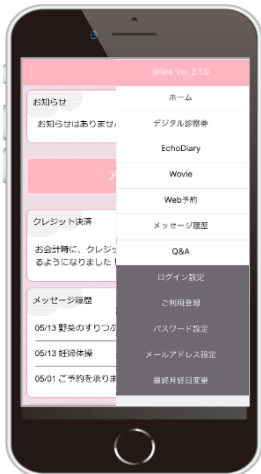 @link Ver 2.1.0
お知らせ
お知らせはありません
クレジット決済
お会計時に、クレジッ
るようになりました！
メッセージ履歴
05/13 野菜のすりつぶ
05/13 妊婦体操
05/01 ご予約を承りま
ホーム
デジタル診察券
EchoDiary
Wovie
Web予約
メッセージ履歴
Q&A
ログイン設定
ご利用登録
パスワード設定
メールアドレス設定
最終月経日変更